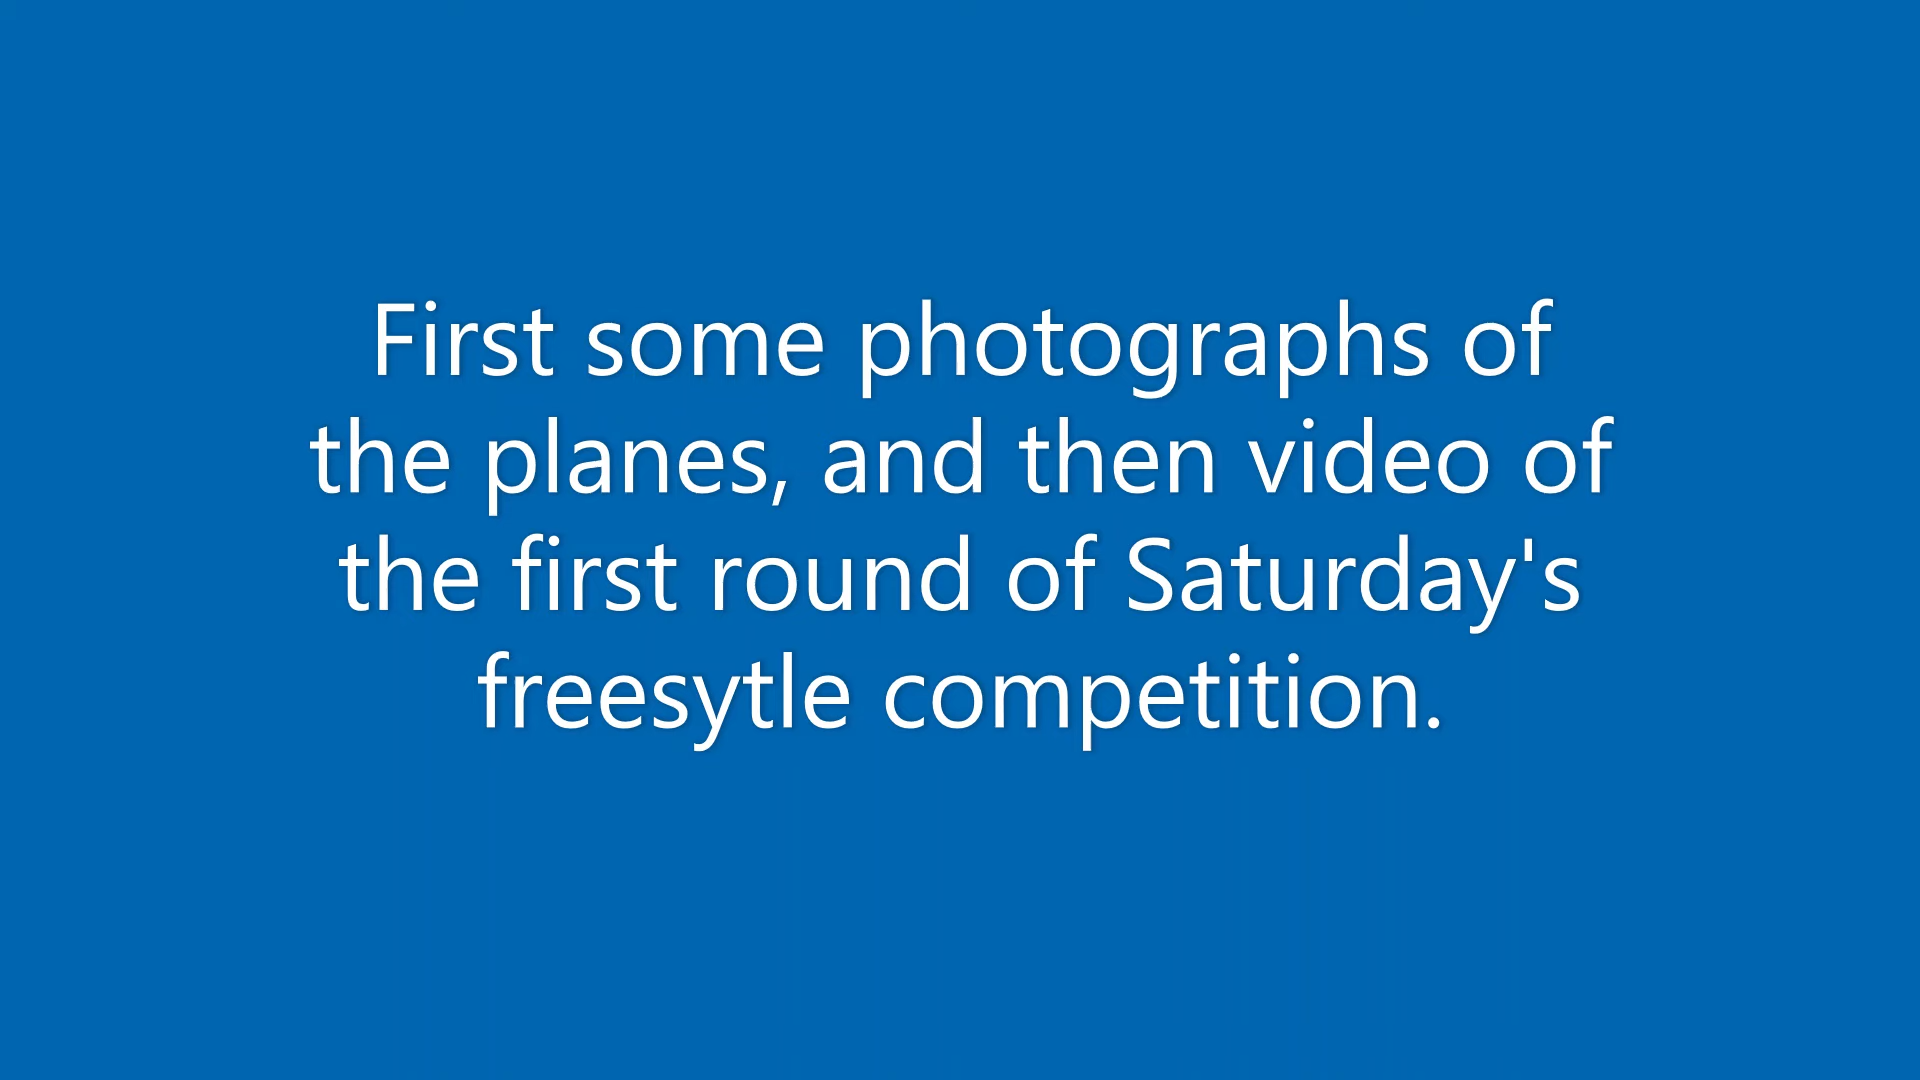 First some photographs of
the planes, and then video of
the first round of Saturday's
freesytle competition.